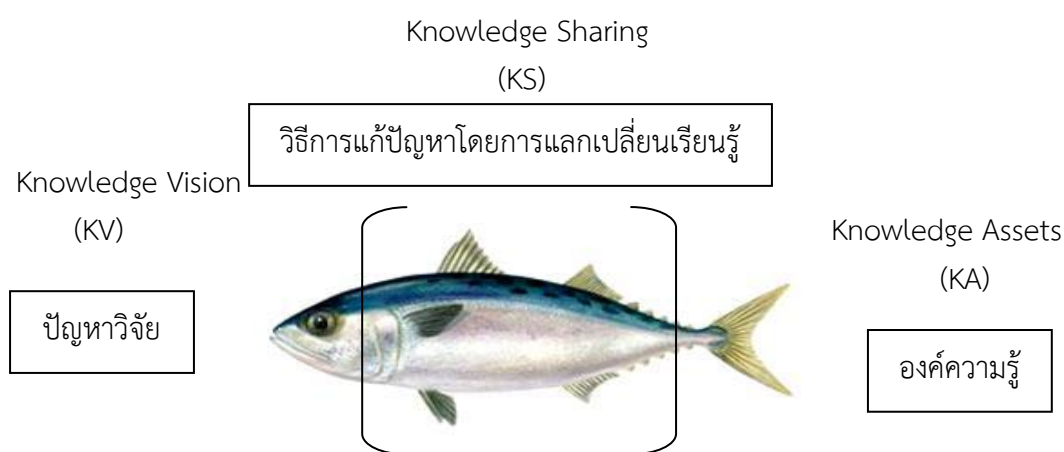 Knowledge Sharing
(KS)
วิธีการแก้ปัญหาโดยการแลกเปลี่ยนเรียนรู้
Knowledge Vision
(KV)
ปัญหาวิจัย
Knowledge Assets
(KA)
องค์ความรู้